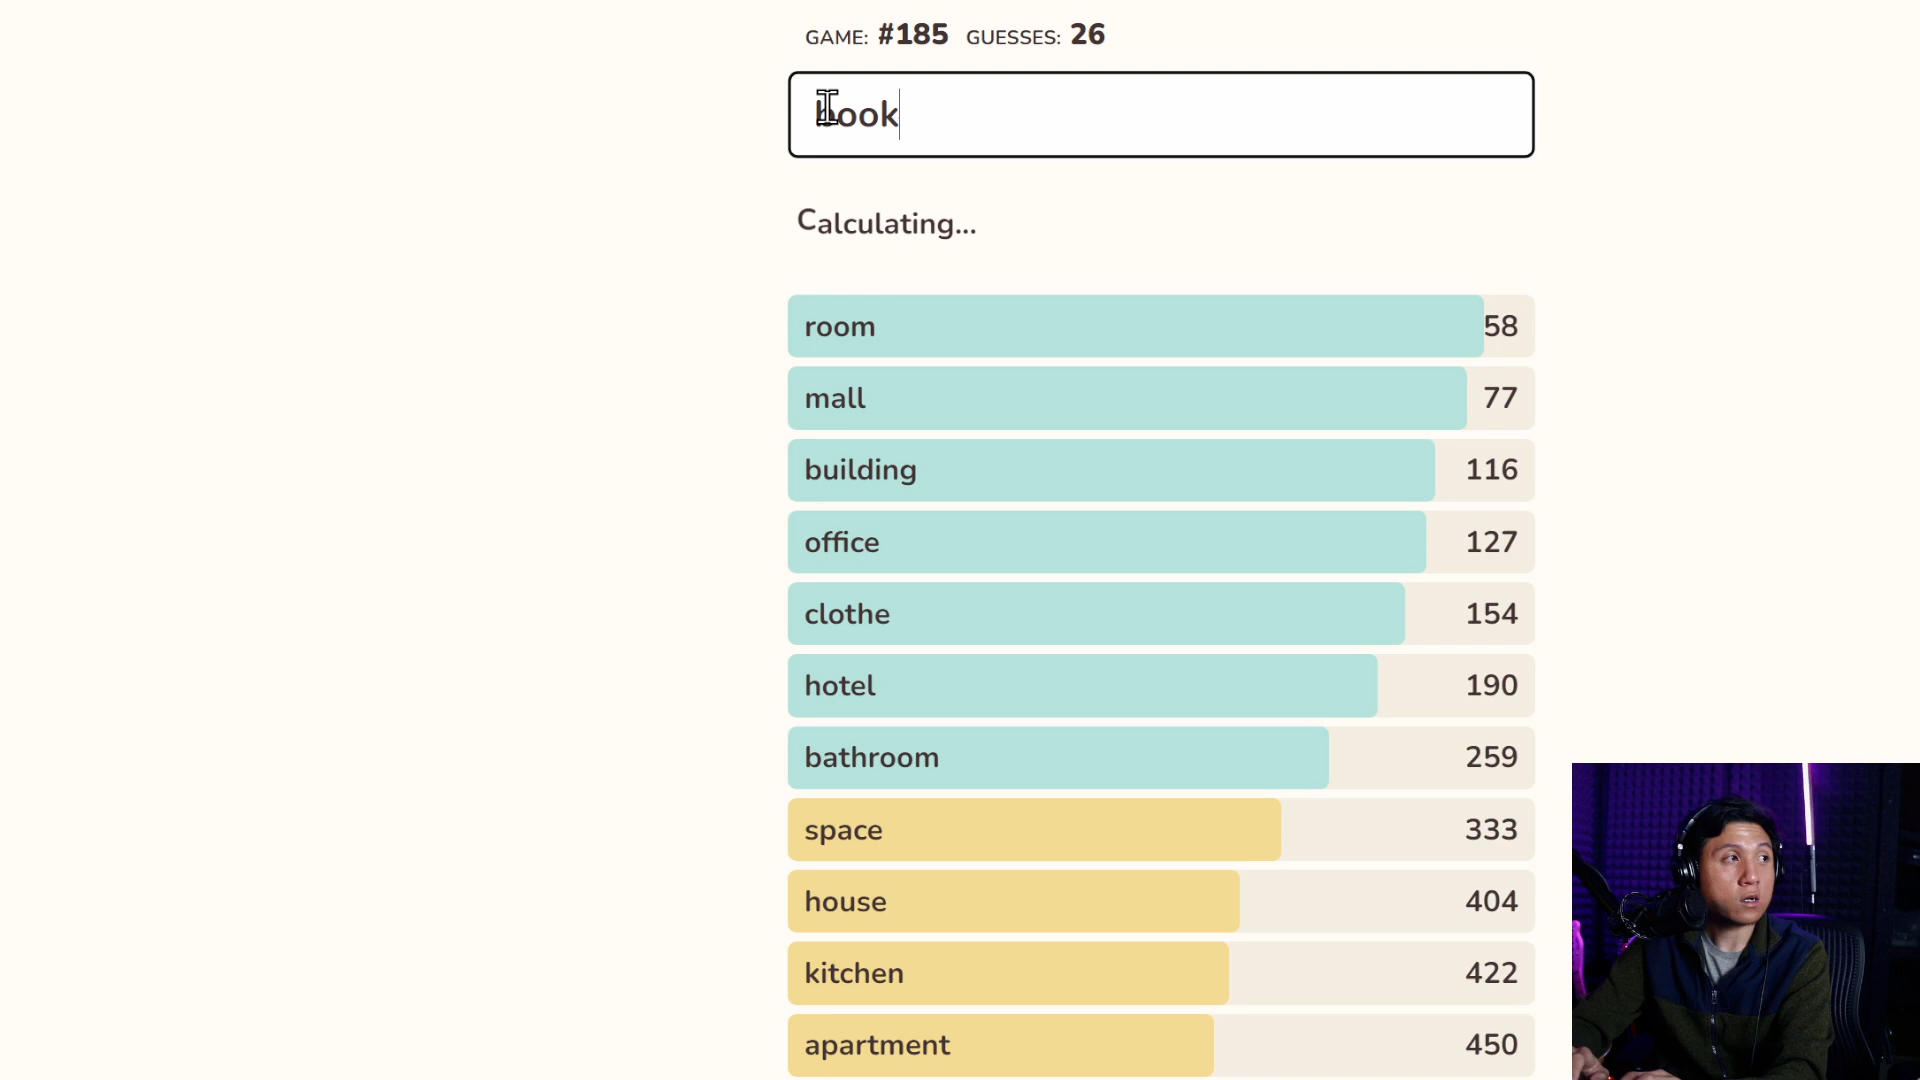 GAME: #185 GUESSES: 26
book
Calculating...
room 58
mall 77
building 116
office 127
clothe 154
hotel 190
bathroom 259
space 333
house 404
kitchen 422
apartment 450